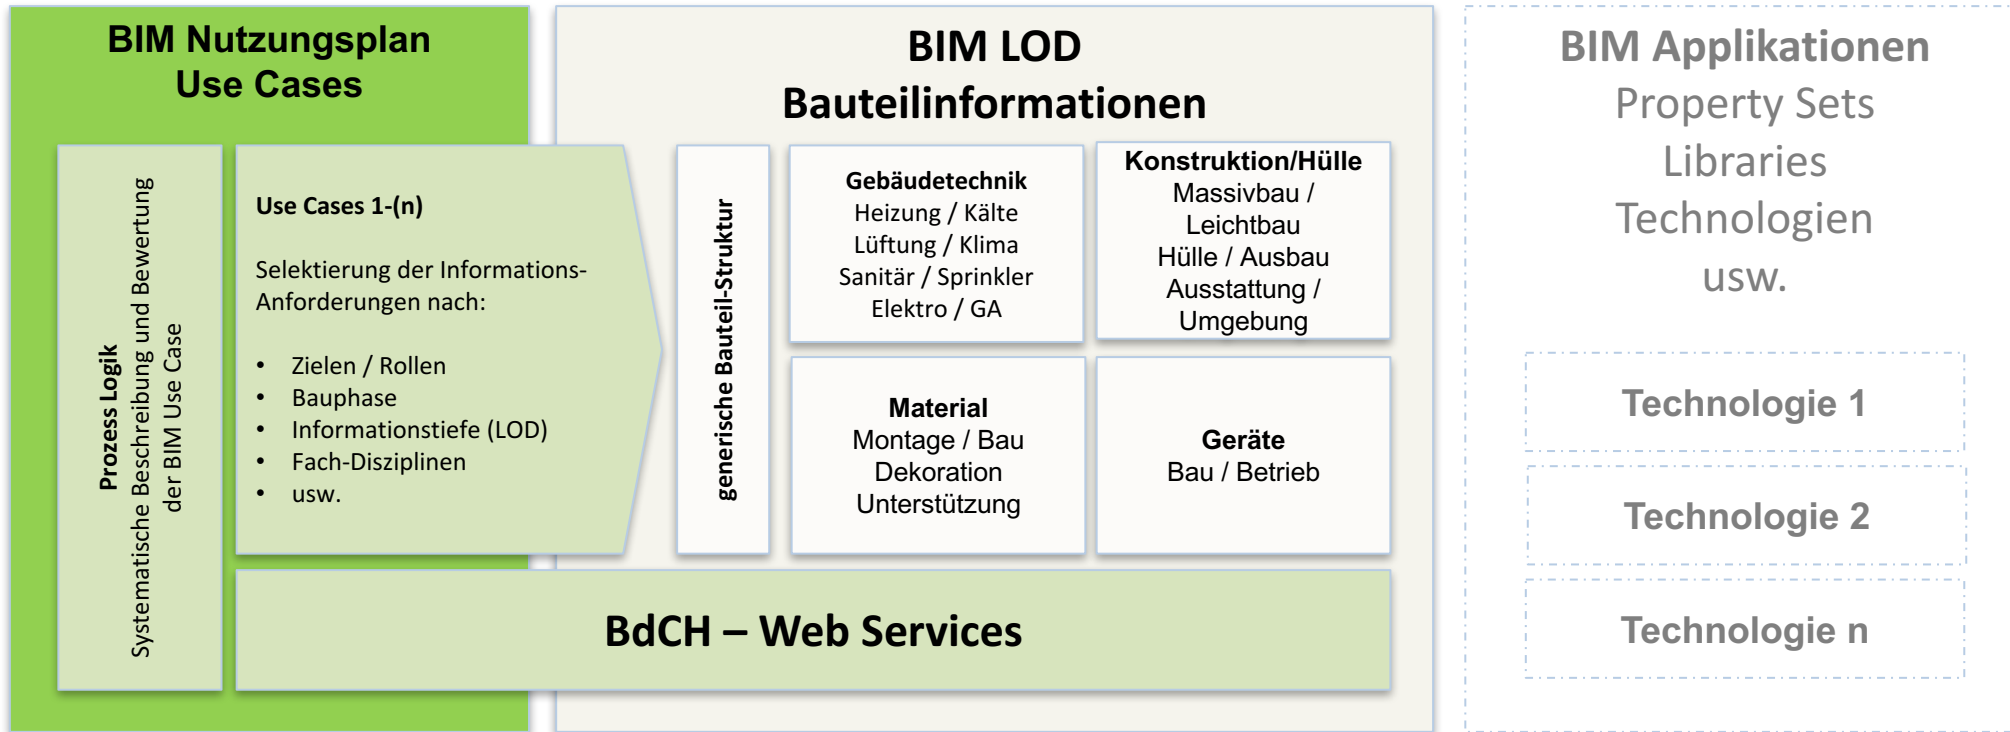 BIM Nutzungsplan
Use Cases
Prozess Logik
Systematische Beschreibung und Bewertung
der BIM Use Case
Use Cases 1-(n)
Selektierung der Informations-
Anforderungen nach:
• Zielen / Rollen
• Bauphase
• Informationstiefe (LOD)
• Fach-Disziplinen
• usw.
BIM LOD
Bauteilinformationen
generische Bauteil-Struktur
Gebäudetechnik
Heizung / Kälte
Lüftung / Klima
Sanitär / Sprinkler
Elektro / GA
Konstruktion/Hülle
Massivbau /
Leichtbau
Hülle / Ausbau
Ausstattung /
Umgebung
Material
Montage / Bau
Dekoration
Unterstützung
Geräte
Bau / Betrieb
BdCH – Web Services
BIM Applikationen
Property Sets
Libraries
Technologien
usw.
Technologie 1
Technologie 2
Technologie n